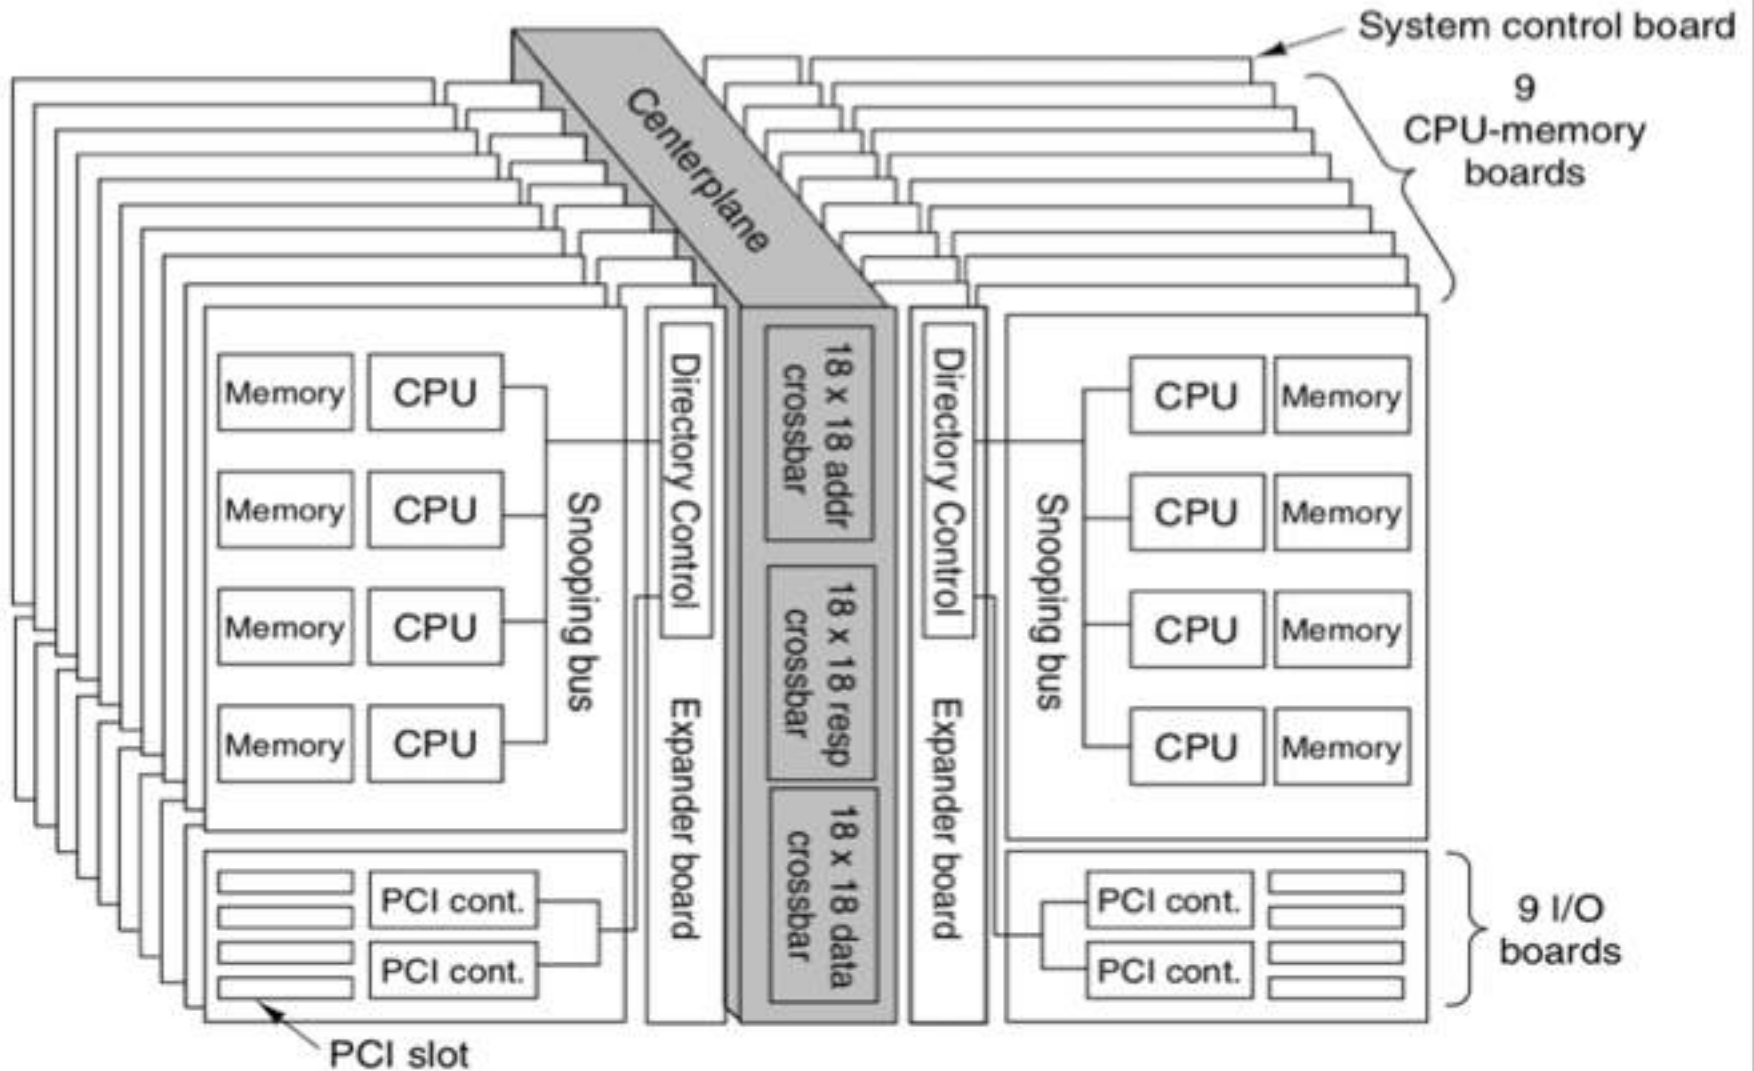 System control board
9
CPU-memory
boards
Centerplane
Memory
CPU
Memory
CPU
Memory
CPU
Memory
CPU
Snooping bus
Directory Control
Expander board
18 x 18 addr
crossbar
18 x 18 resp
crossbar
18 x 18 data
crossbar
Directory Control
Expander board
Snooping bus
CPU
Memory
CPU
Memory
CPU
Memory
CPU
Memory
PCI cont.
PCI cont.
PCI cont.
PCI cont.
9 I/O
boards
PCI slot